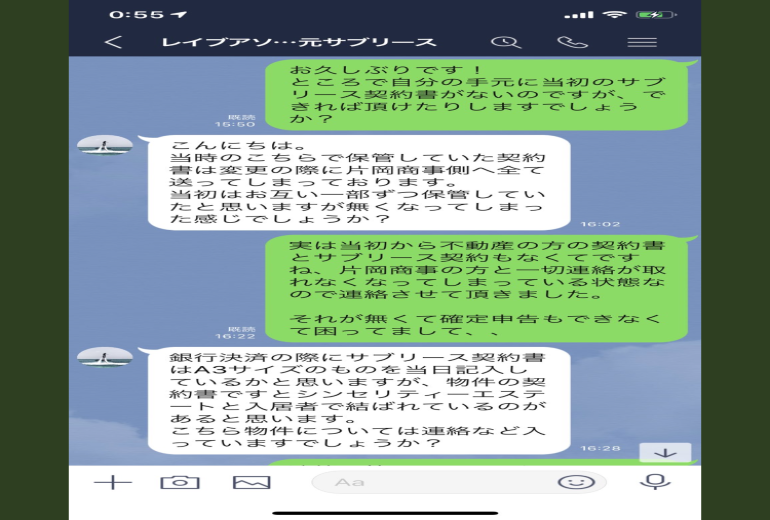 0:55
レイブアソ…元サブリース
お久しぶりです！
ところで自分の手元に当初のサブ
リース契約書がないのですが、で
きれば頂けたりしますでしょう
か？
既読
15:50
こんにちは。
当時のこちらで保管していた契約
書は変更の際に片岡商事側へ全て
送ってしまっております。
当初はお互い一部ずつ保管してい
たと思いますが無くなってしまっ
た感じでしょうか？
16:02
実は当初から不動産の方の契約書
とサブリース契約もなくてです
ね、片岡商事の方と一切連絡が取
れなくなってしまっている状態な
ので連絡させて頂きました。
それが無くて確定申告もできなく
て困ってまして、、
既読
16:22
銀行決済の際にサブリース契約書
はA3サイズのものを当日記入し
ているかと思いますが、物件の契
約書ですとシンセリティーエステ
ートと入居者で結ばれているのが
あると思います。
こちら物件については連絡など入
っていますでしょうか？
16:28
Aa